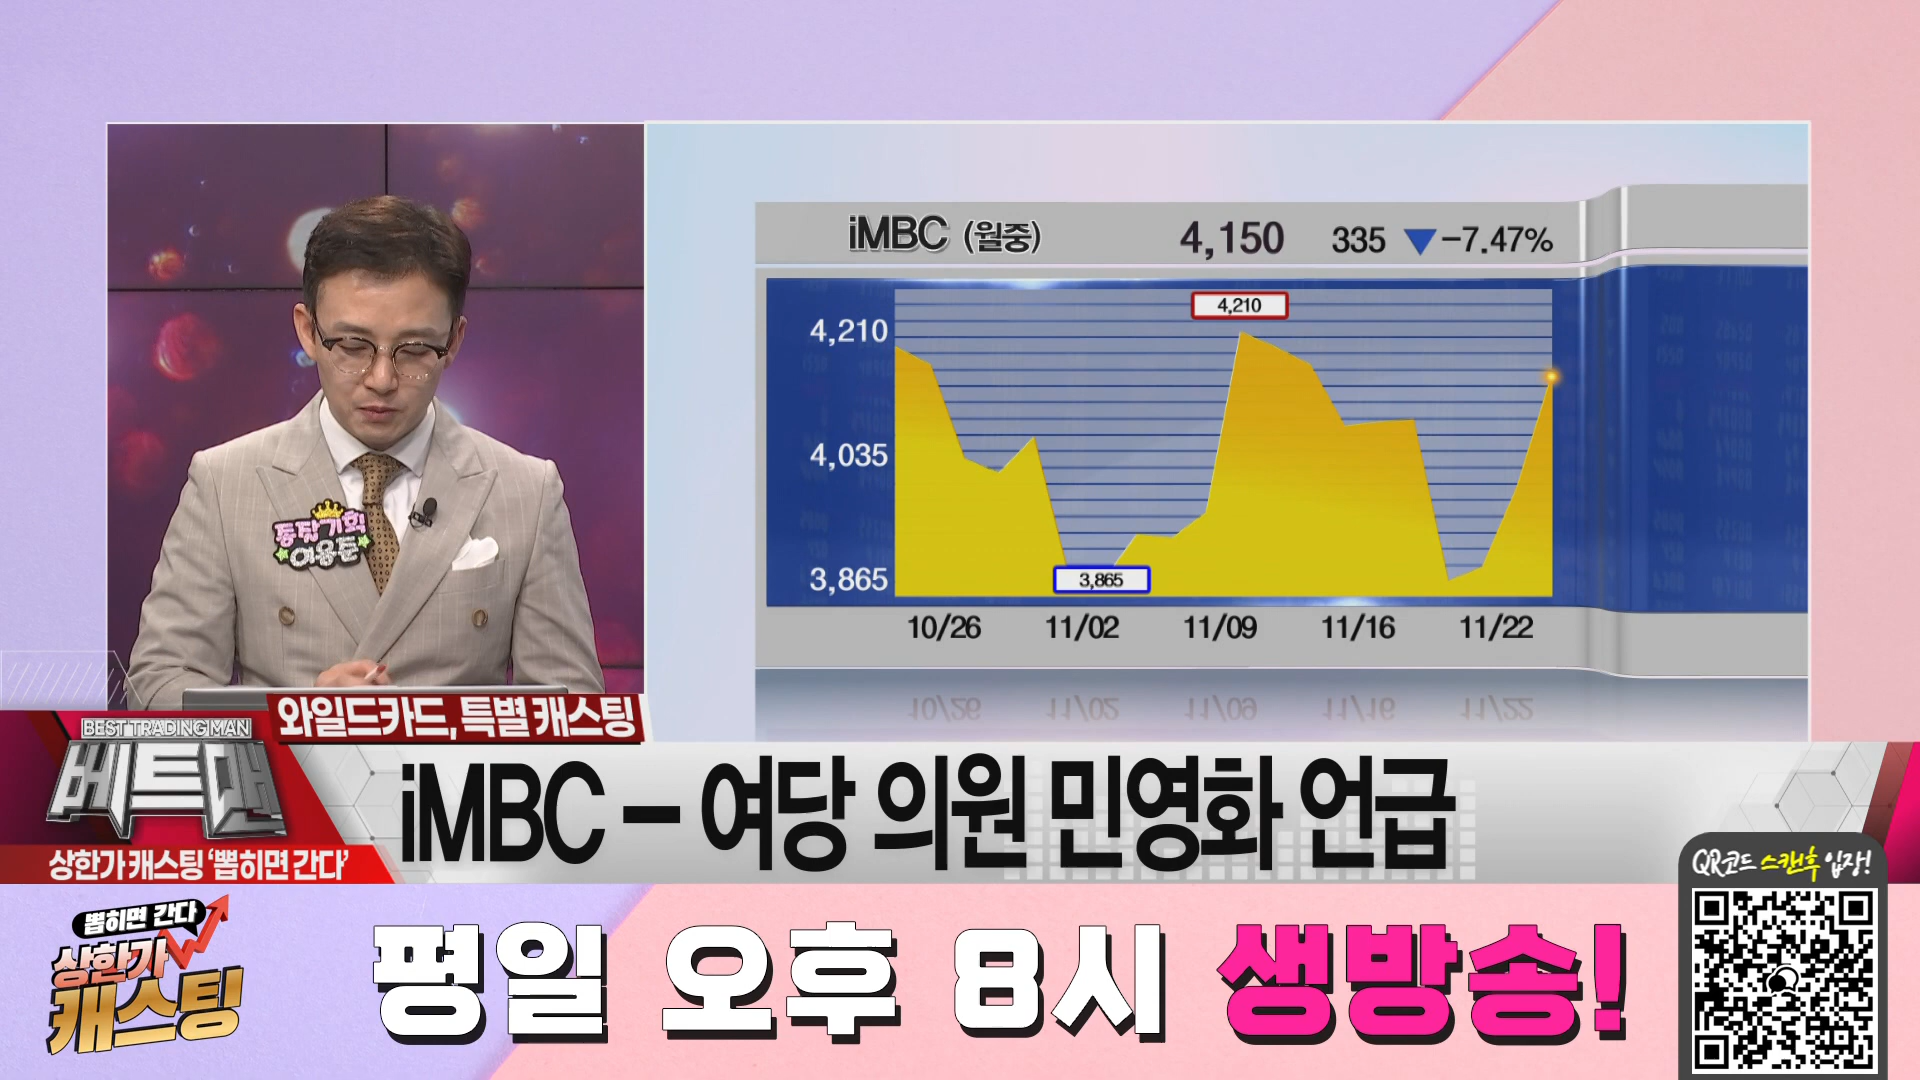 iMBC (월중) 4,150 335 ▼-7.47%
4,210
4,210
4,035
3,865
3,865
10/26 11/02 11/09 11/16 11/22
여용훈
와일드카드, 특별 캐스팅
BEST TRADING MAN
베트맨
iMBC - 여당 의원 민영화 언급
상한가 캐스팅 '뽑히면 간다'
QR코드 스캔 후 입장!
뽑히면 간다
상한가
캐스팅
평일 오후 8시 생방송!